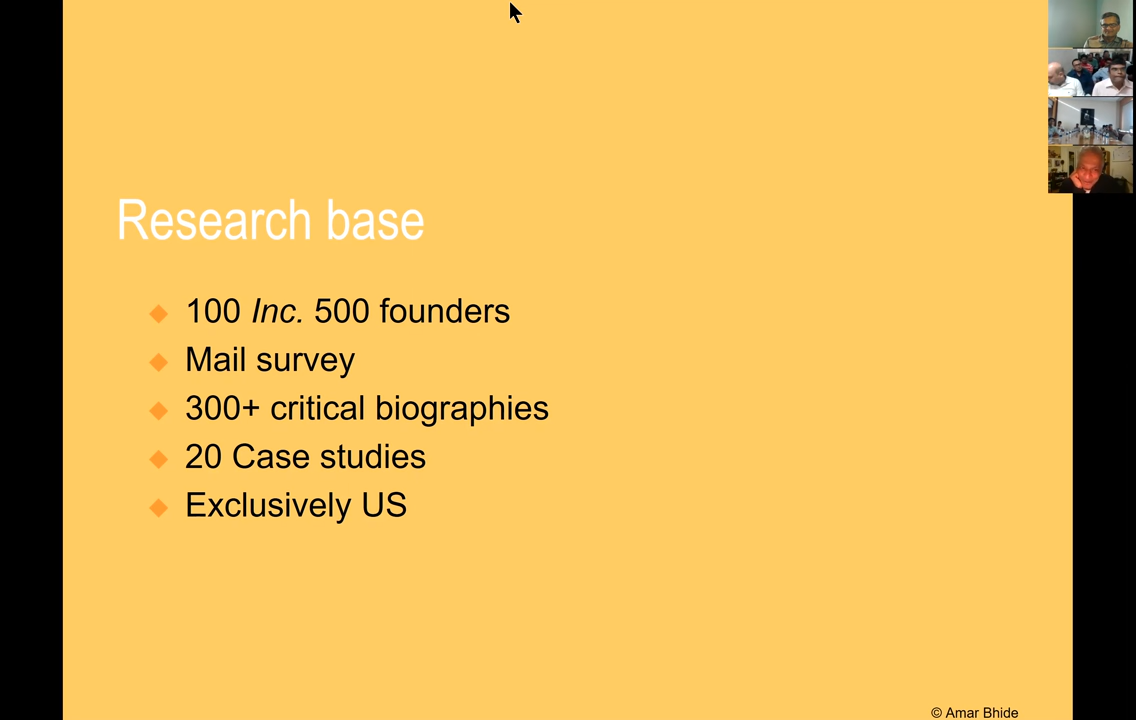 Research base
100 Inc. 500 founders
Mail survey
300+ critical biographies
20 Case studies
Exclusively US
© Amar Bhide